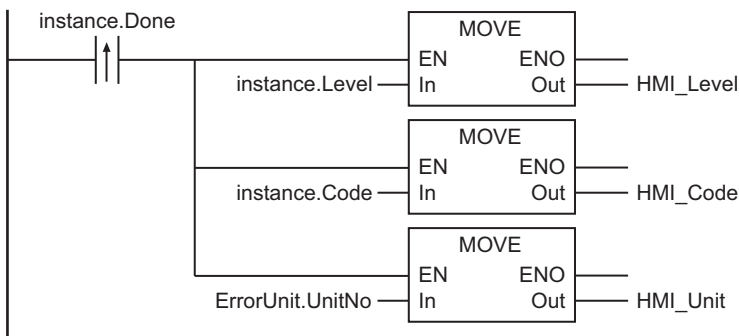 instance.Done
MOVE
EN ENO
instance.Level In Out HMI_Level
MOVE
EN ENO
instance.Code In Out HMI_Code
MOVE
EN ENO
ErrorUnit.UnitNo In Out HMI_Unit